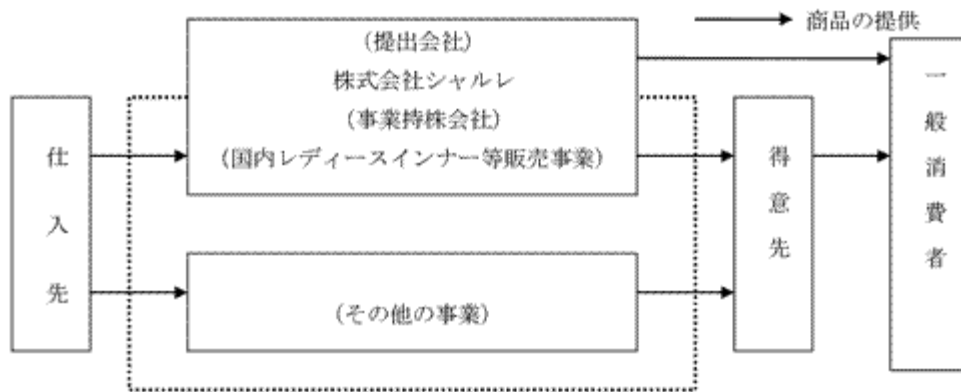 商品の提供
(提出会社)
株式会社シャルレ
(事業持株会社)
(国内レディースインナー等販売事業)
仕入先
(その他の事業)
得意先
一般消費者